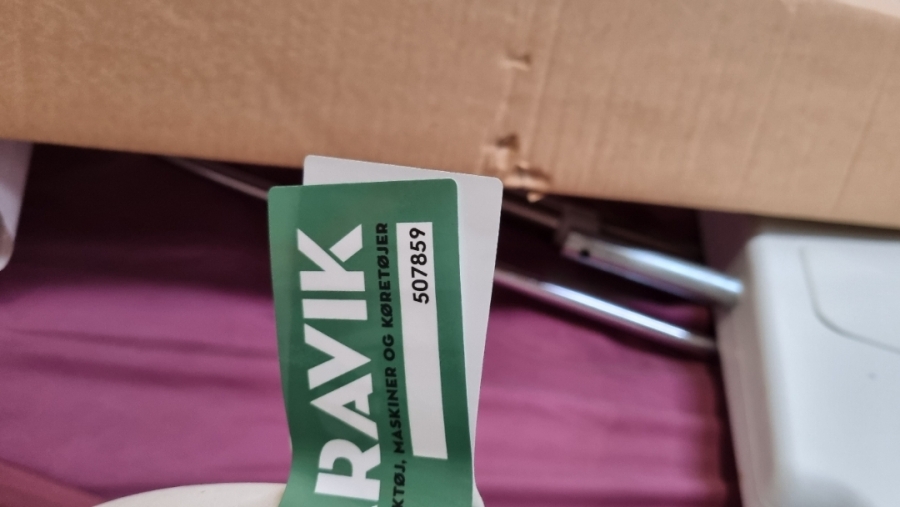 RAVIK
KTØJ, MASKINER OG KØRETØJER
507859